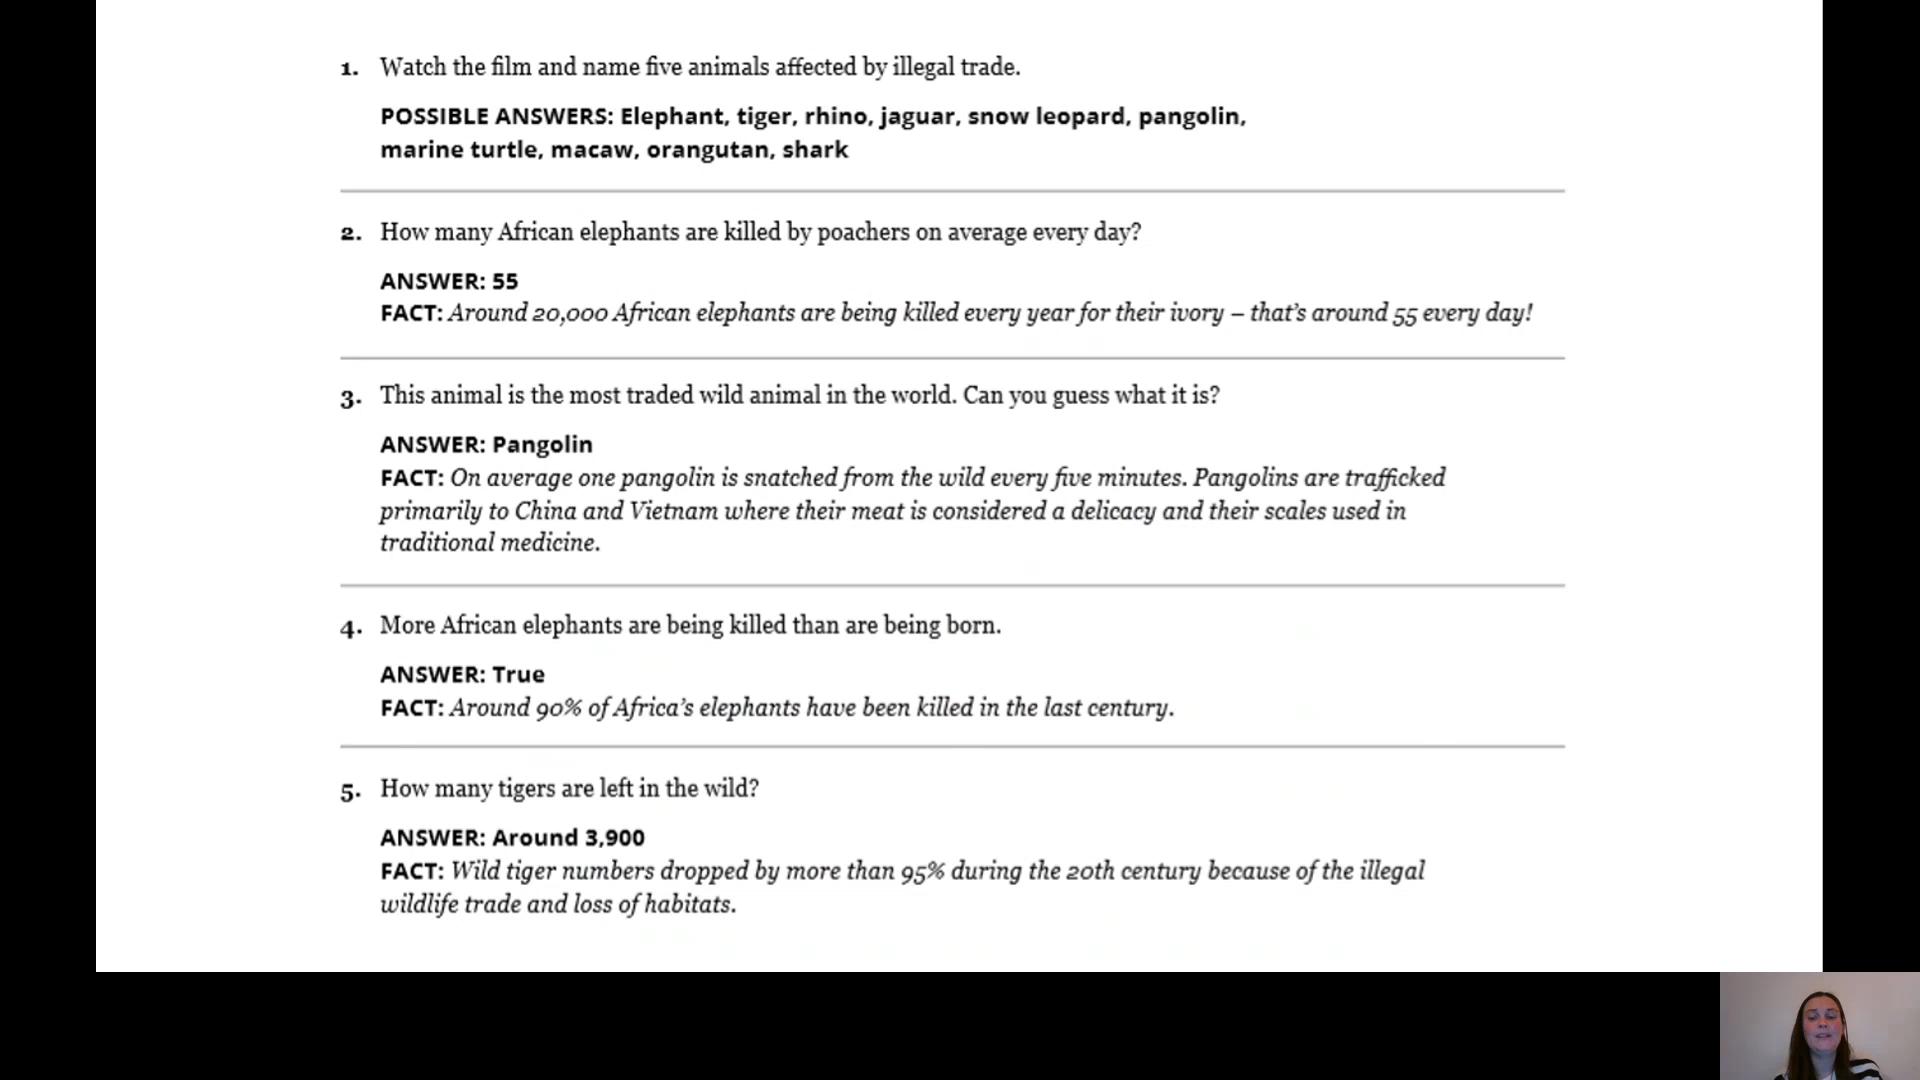 1. Watch the film and name five animals affected by illegal trade.
POSSIBLE ANSWERS: Elephant, tiger, rhino, jaguar, snow leopard, pangolin,
marine turtle, macaw, orangutan, shark
2. How many African elephants are killed by poachers on average every day?
ANSWER: 55
FACT: Around 20,000 African elephants are being killed every year for their ivory – that’s around 55 every day!
3. This animal is the most traded wild animal in the world. Can you guess what it is?
ANSWER: Pangolin
FACT: On average one pangolin is snatched from the wild every five minutes. Pangolins are trafficked
primarily to China and Vietnam where their meat is considered a delicacy and their scales used in
traditional medicine.
4. More African elephants are being killed than are being born.
ANSWER: True
FACT: Around 90% of Africa’s elephants have been killed in the last century.
5. How many tigers are left in the wild?
ANSWER: Around 3,900
FACT: Wild tiger numbers dropped by more than 95% during the 20th century because of the illegal
wildlife trade and loss of habitats.